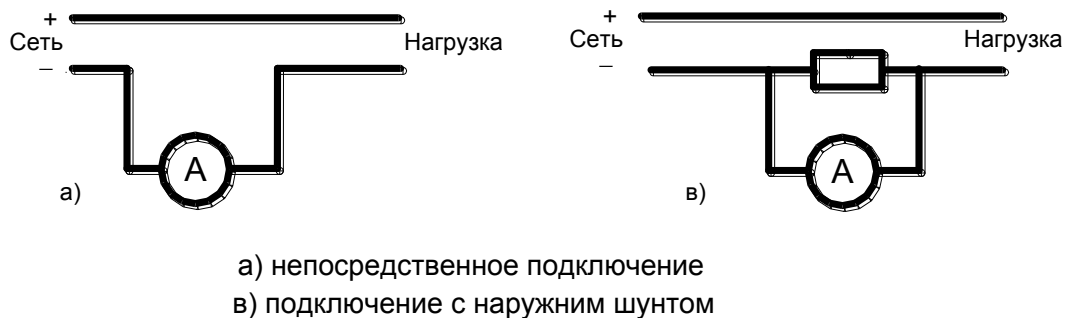 +
Сеть
Нагрузка
–
А
а)
+
Сеть
Нагрузка
–
А
в)
а) непосредственное подключение
в) подключение с наружним шунтом